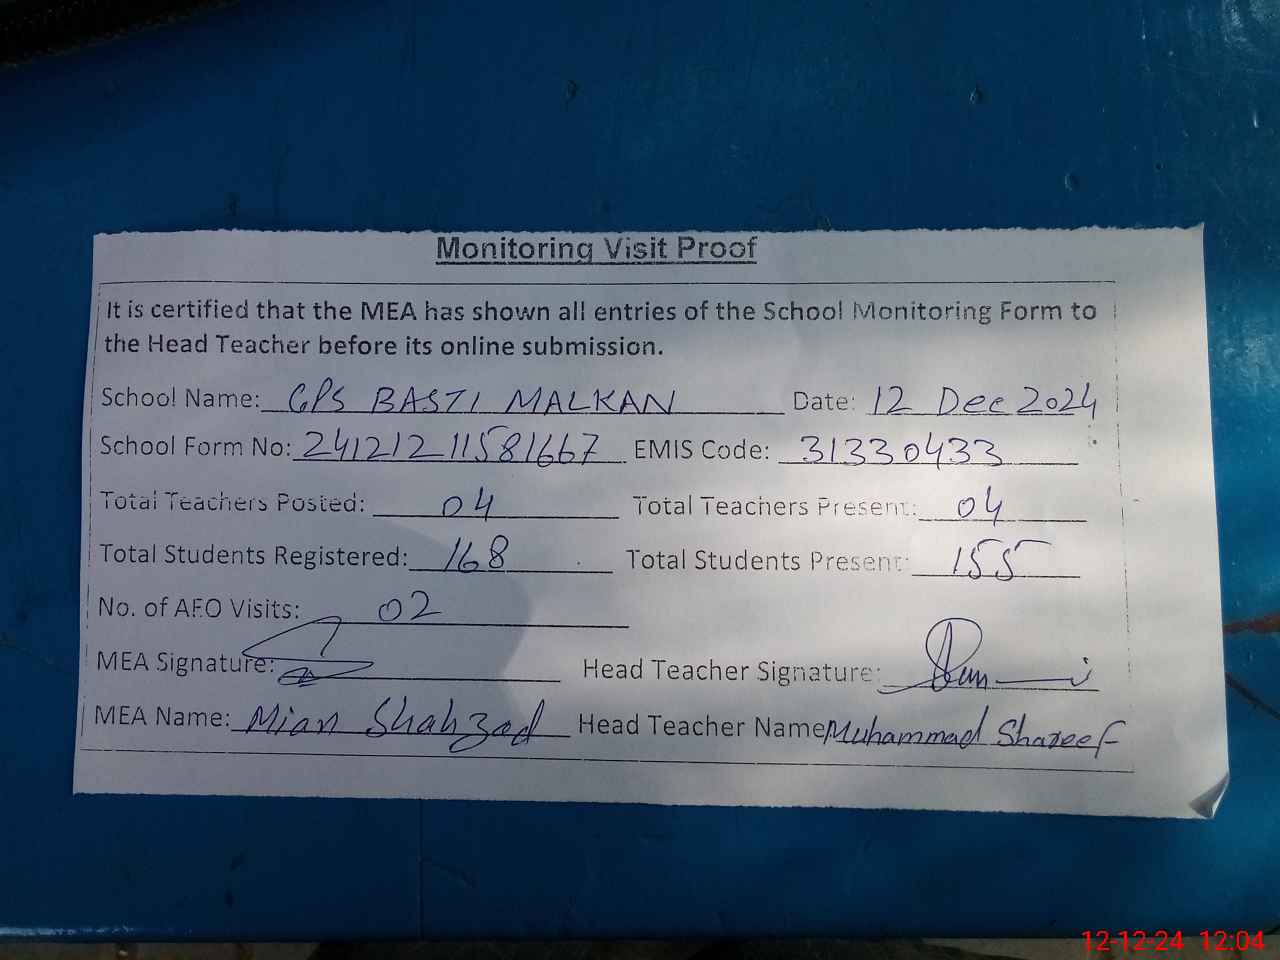 Monitoring Visit Proof
It is certified that the MEA has shown all entries of the School Monitoring Form to
the Head Teacher before its online submission.
School Name: GPS BASTI MALKAN Date: 12 Dec 2024
School Form No: 24121211581667 EMIS Code: 31330433
Total Teachers Posted: 04 Total Teachers Present: 04
Total Students Registered: 168 Total Students Present: 155
No. of AEO Visits: 02
MEA Signature: Head Teacher Signature:
MEA Name: Mian Shahzad Head Teacher Name Muhammad Shareef
12-12-24 12:04